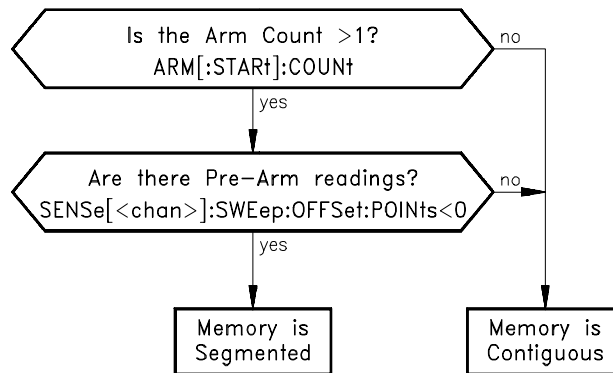 Is the Arm Count >1?
no
ARM[:STARt]:COUNt
yes
Are there Pre-Arm readings?
no
SENSe[<chan>]:SWEep:OFFSet:POINts<0
yes
Memory is
Segmented
Memory is
Contiguous